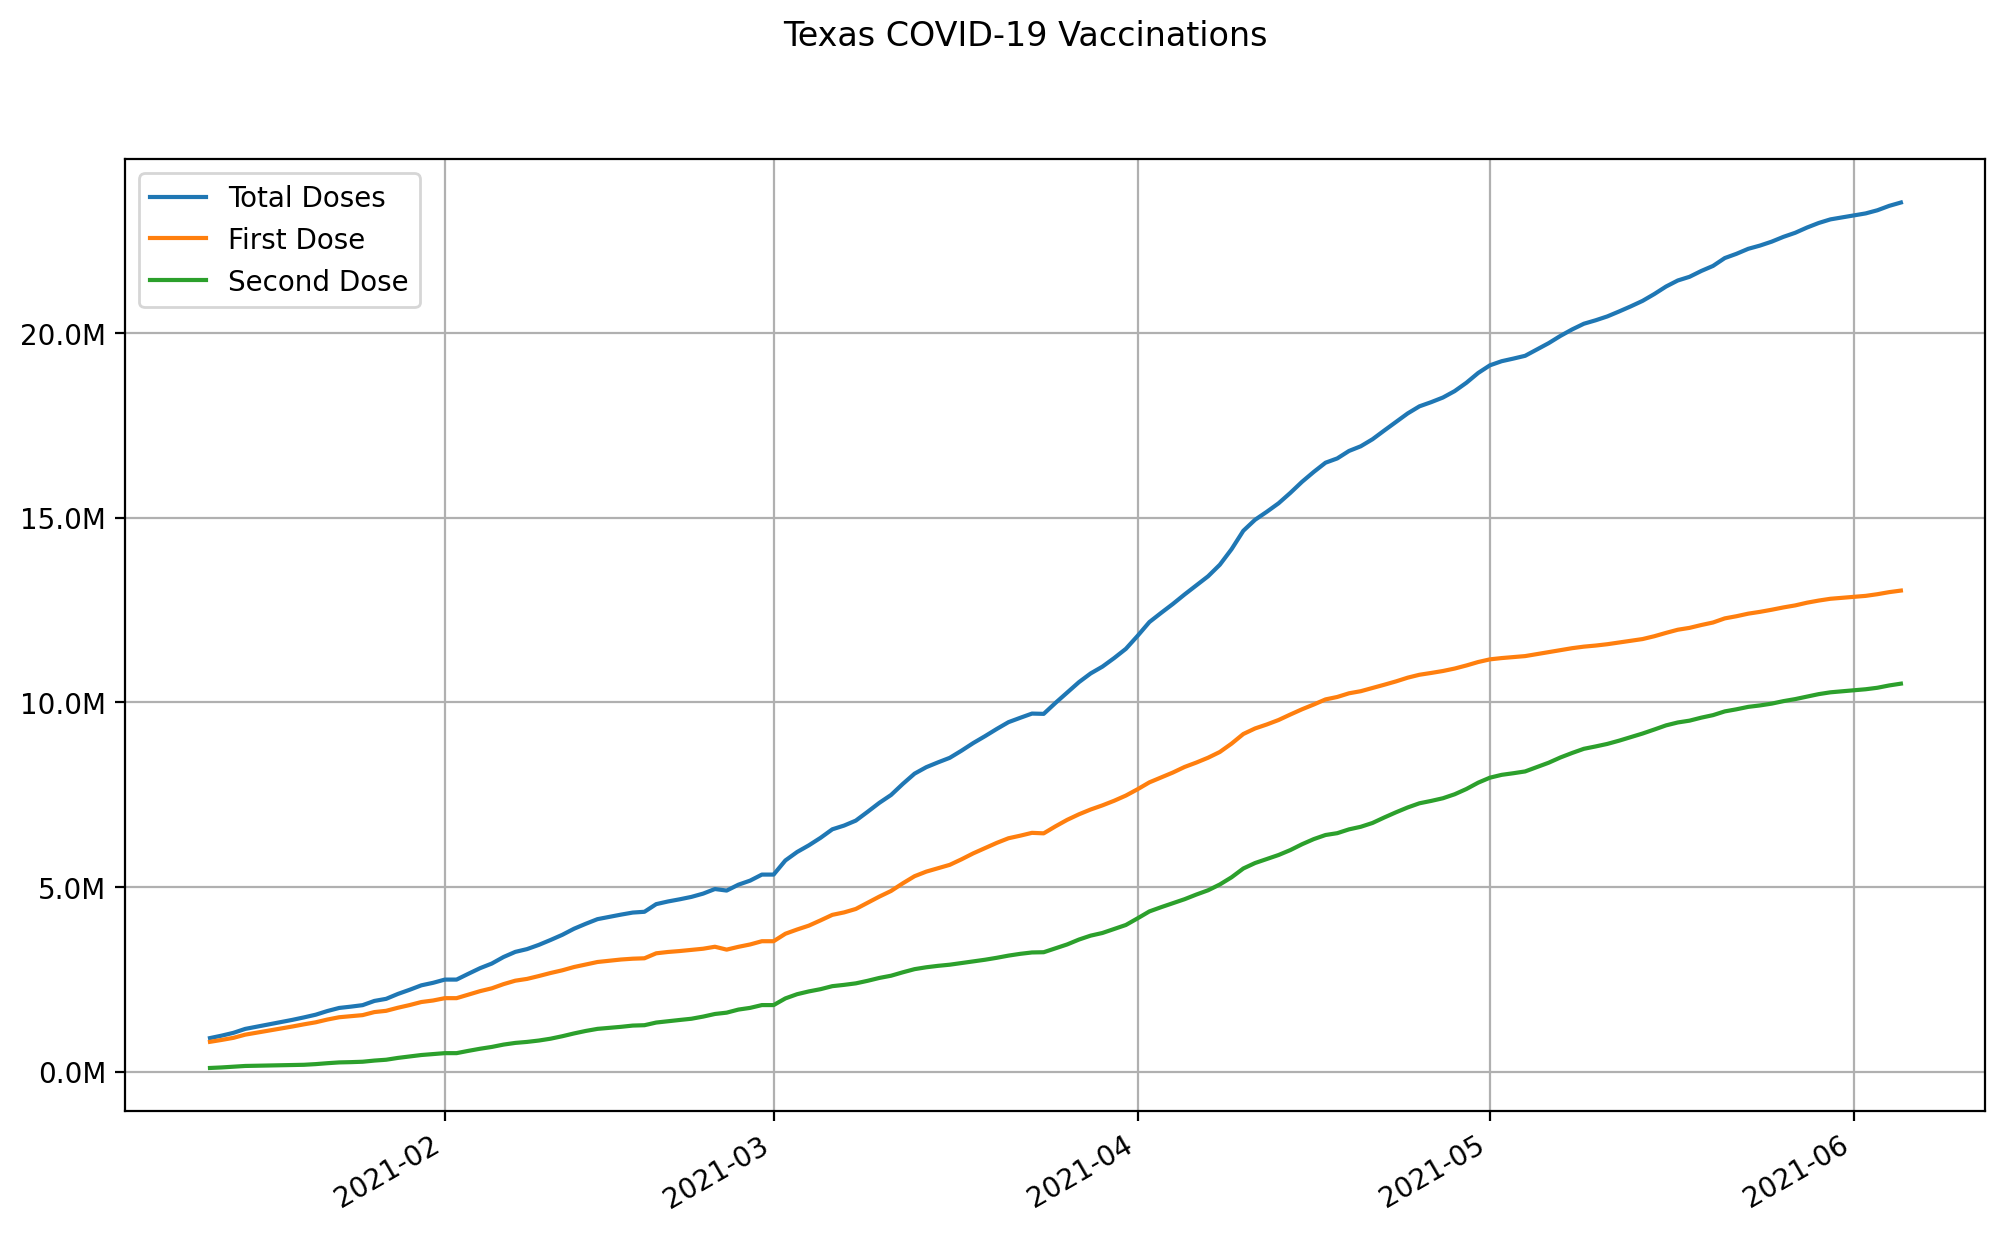 Texas COVID-19 Vaccinations
Total Doses
First Dose
Second Dose
20.0M
15.0M
10.0M
5.0M
0.0M
2021-02
2021-03
2021-04
2021-05
2021-06